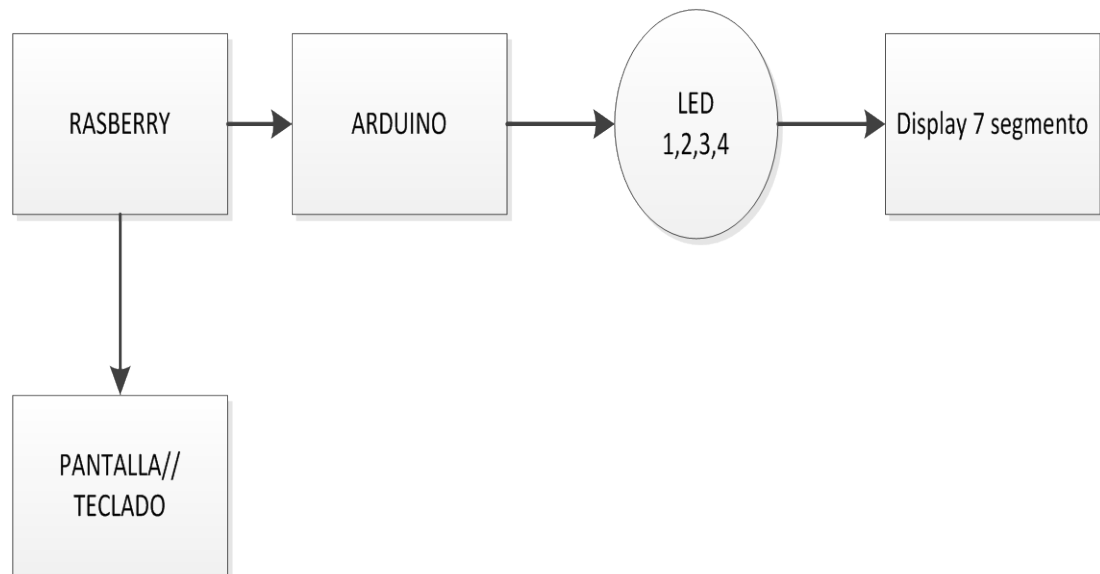 RASBERRY
ARDUINO
LED
1,2,3,4
Display 7 segmento
PANTALLA//
TECLADO